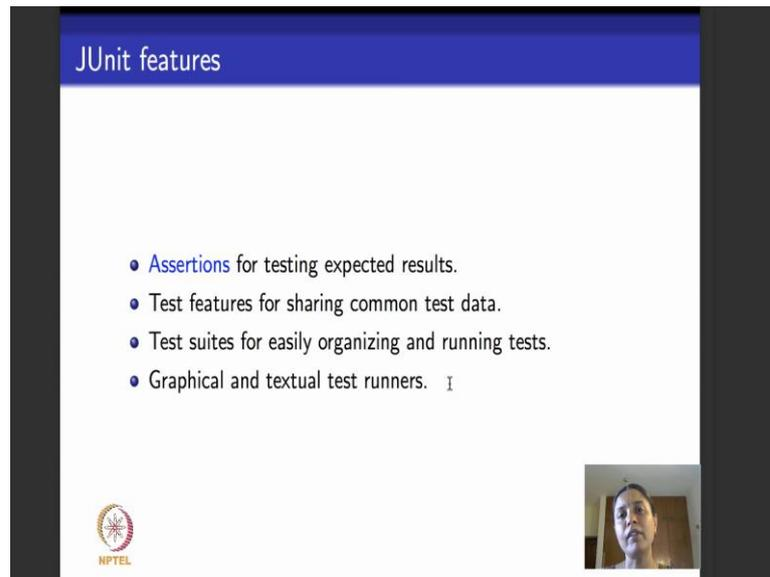 JUnit features
Assertions for testing expected results.
Test features for sharing common test data.
Test suites for easily organizing and running tests.
Graphical and textual test runners.
NPTEL